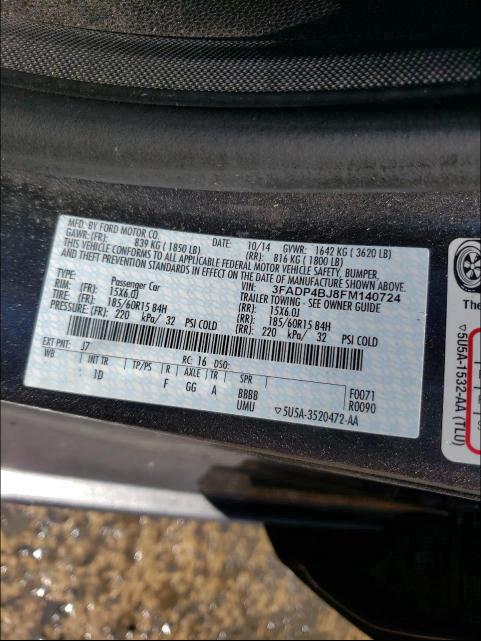 MFD. BY FORD MOTOR CO.
DATE: 10/14 GVWR: 1642 KG ( 3620 LB)
GAWR:(FR): 839 KG ( 1850 LB) (RR): 816 KG ( 1800 LB)
THIS VEHICLE CONFORMS TO ALL APPLICABLE FEDERAL MOTOR VEHICLE SAFETY, BUMPER,
AND THEFT PREVENTION STANDARDS IN EFFECT ON THE DATE OF MANUFACTURE SHOWN ABOVE.
VIN: 3FADP4BJ8FM140724
TYPE: Passenger Car TRAILER TOWING - SEE OWNER GUIDE
RIM: (FR) 15X6.0J (RR): 15X6.0J
TIRE: (FR) 185/60R15 84H (RR) 185/60R15 84H
PRESSURE: (FR) 220 kPa/ 32 PSI COLD (RR) 220 kPa/ 32 PSI COLD
EXT PNT: J7 RC: 16 DSO:
WB INT TR TP/PS R AXLE TR SPR
1D F GG A BBBB F0071
UMU R0090
▽5U5A-3520472-AA
The
▽5U5A-1532-AA (TLU)